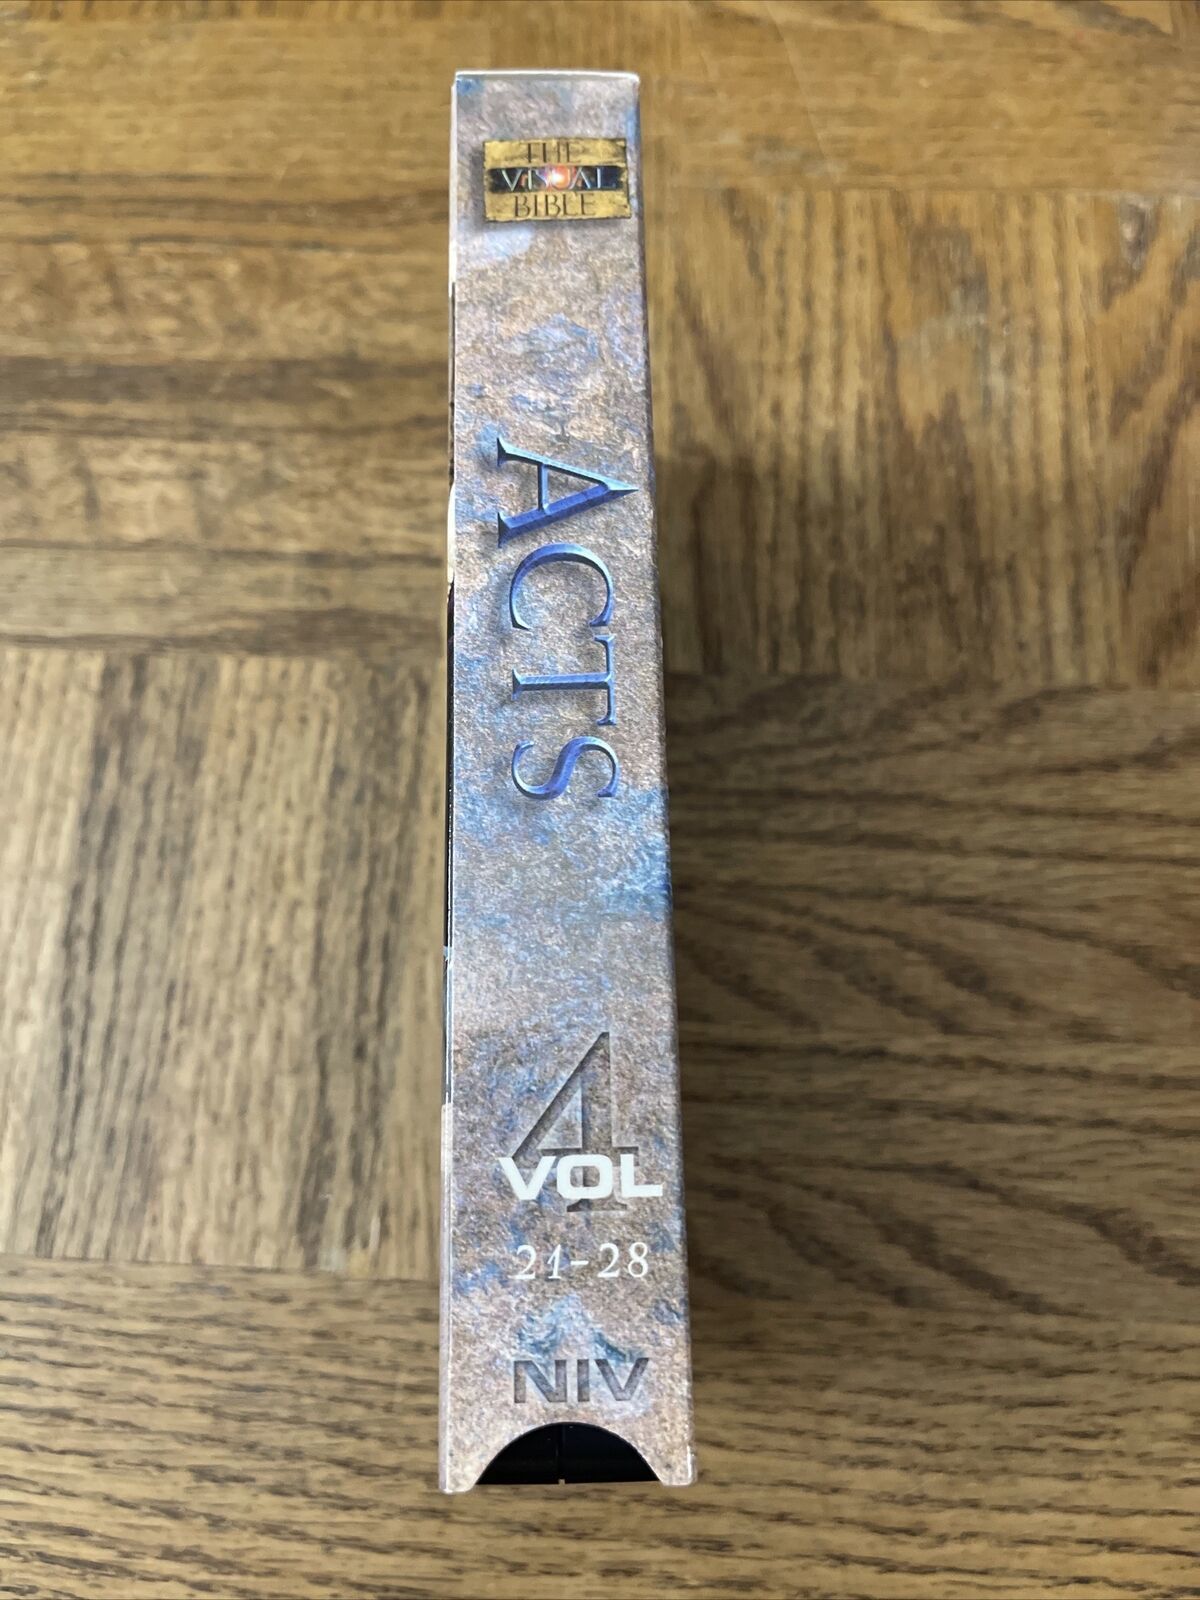 THE
VISUAL
BIBLE
ACTS
4
VOL
21-28
NIV